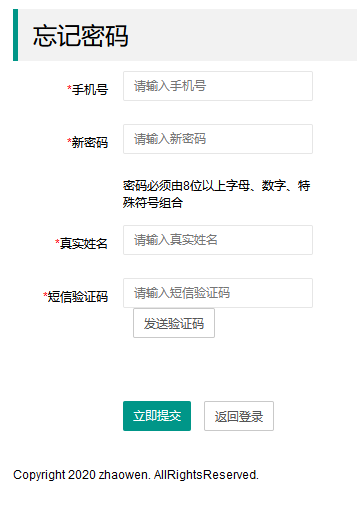 忘记密码
*手机号 请输入手机号
*新密码 请输入新密码
密码必须由8位以上字母、数字、特
殊符号组合
*真实姓名 请输入真实姓名
*短信验证码 请输入短信验证码
发送验证码
立即提交 返回登录
Copyright 2020 zhaowen. AllRightsReserved.